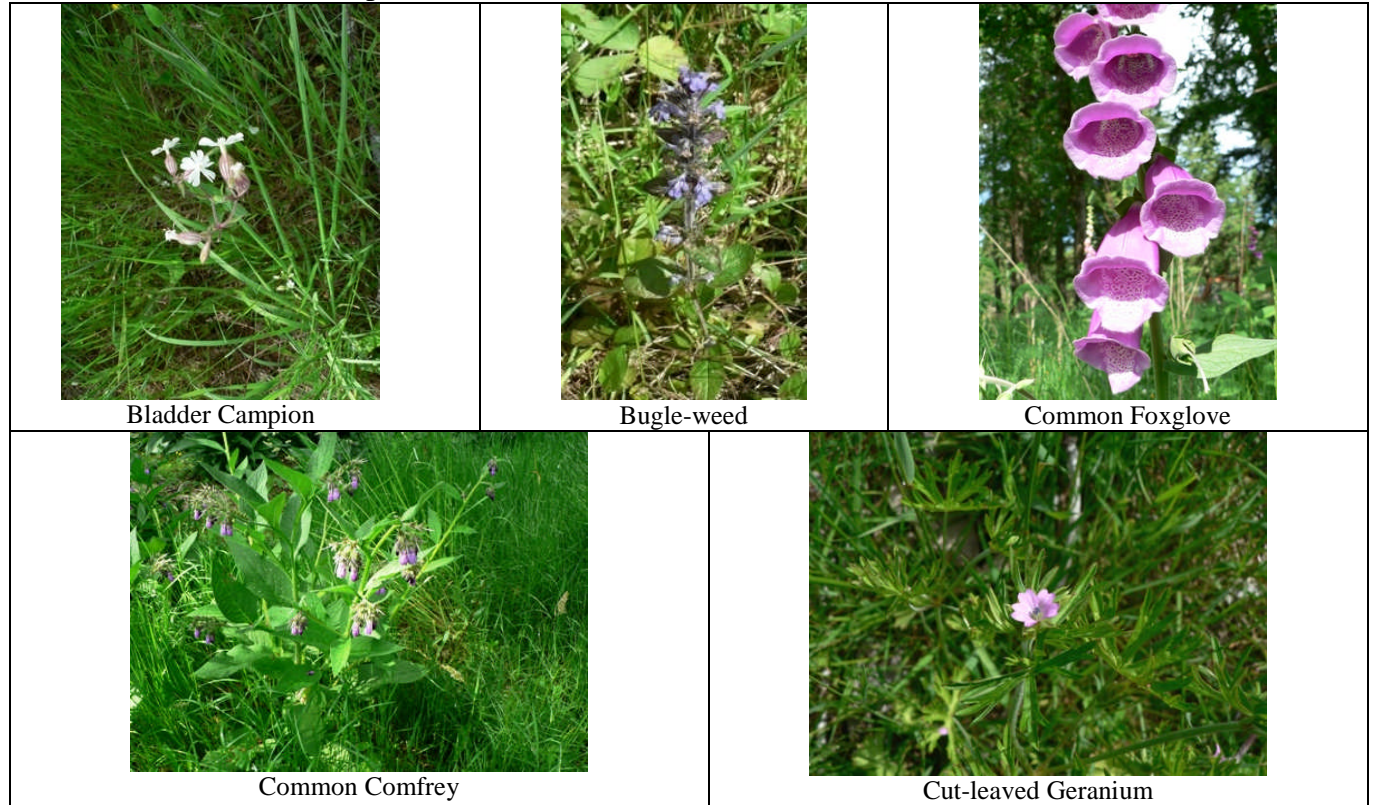 Bladder Campion
Bugle-weed
Common Foxglove
Common Comfrey
Cut-leaved Geranium